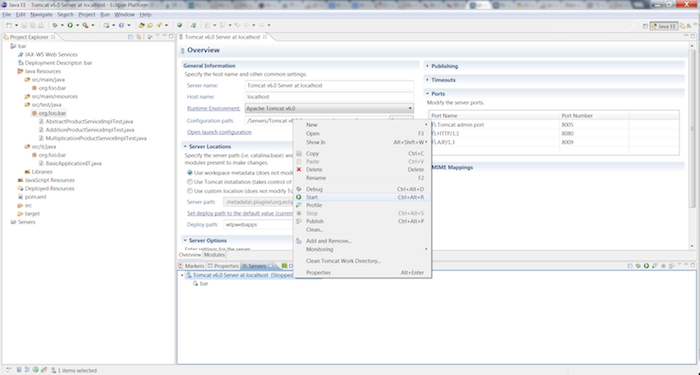 Java EE - Tomcat v6.0 Server at localhost - Eclipse Platform
File Edit Navigate Search Project Run Window Help
Java EE
Project Explorer
Tomcat v6.0 Server at localhost
bar
JAX-WS Web Services
Deployment Descriptor: bar
Java Resources
src/main/java
org.foo.bar
src/main/resources
src/test/java
org.foo.bar
AbstractProductServiceImplTest.java
AdditionProductServiceImplTest.java
MultiplicationProductServiceImplTest.java
src/it/java
org.foo.bar
BasicApplicationIT.java
Libraries
JavaScript Resources
Deployed Resources
pom.xml
src
target
Servers
Overview
General Information
Specify the host name and other common settings.
Server name: Tomcat v6.0 Server at localhost
Host name: localhost
Runtime Environment: Apache Tomcat v6.0
Configuration path: /Servers/Tomcat v6.0
Open launch configuration
Server Locations
Specify the server path (i.e. catalina.base) and
modules present to make changes.
Use workspace metadata (does not mod
Use Tomcat installation (takes control of
Use custom location (does not modify T
Server path: .metadata\.plugins\org.ecli
Set deploy path to the default value (current
Deploy path: wtpwebapps
Server Options
Enter settings for the server.
Overview Modules
Publishing
Timeouts
Ports
Modify the server ports.
Port Name Port Number
Tomcat admin port 8005
HTTP/1.1 8080
AJP/1.3 8009
MIME Mappings
New
Open F3
Show In Alt+Shift+W
Copy Ctrl+C
Paste Ctrl+V
Delete Delete
Rename F2
Debug Ctrl+Alt+D
Start Ctrl+Alt+R
Profile
Stop Ctrl+Alt+S
Publish Ctrl+Alt+P
Clean...
Add and Remove...
Monitoring
Clean Tomcat Work Directory...
Properties Alt+Enter
Markers Properties Servers
Tomcat v6.0 Server at localhost [Stopped
bar
1 items selected